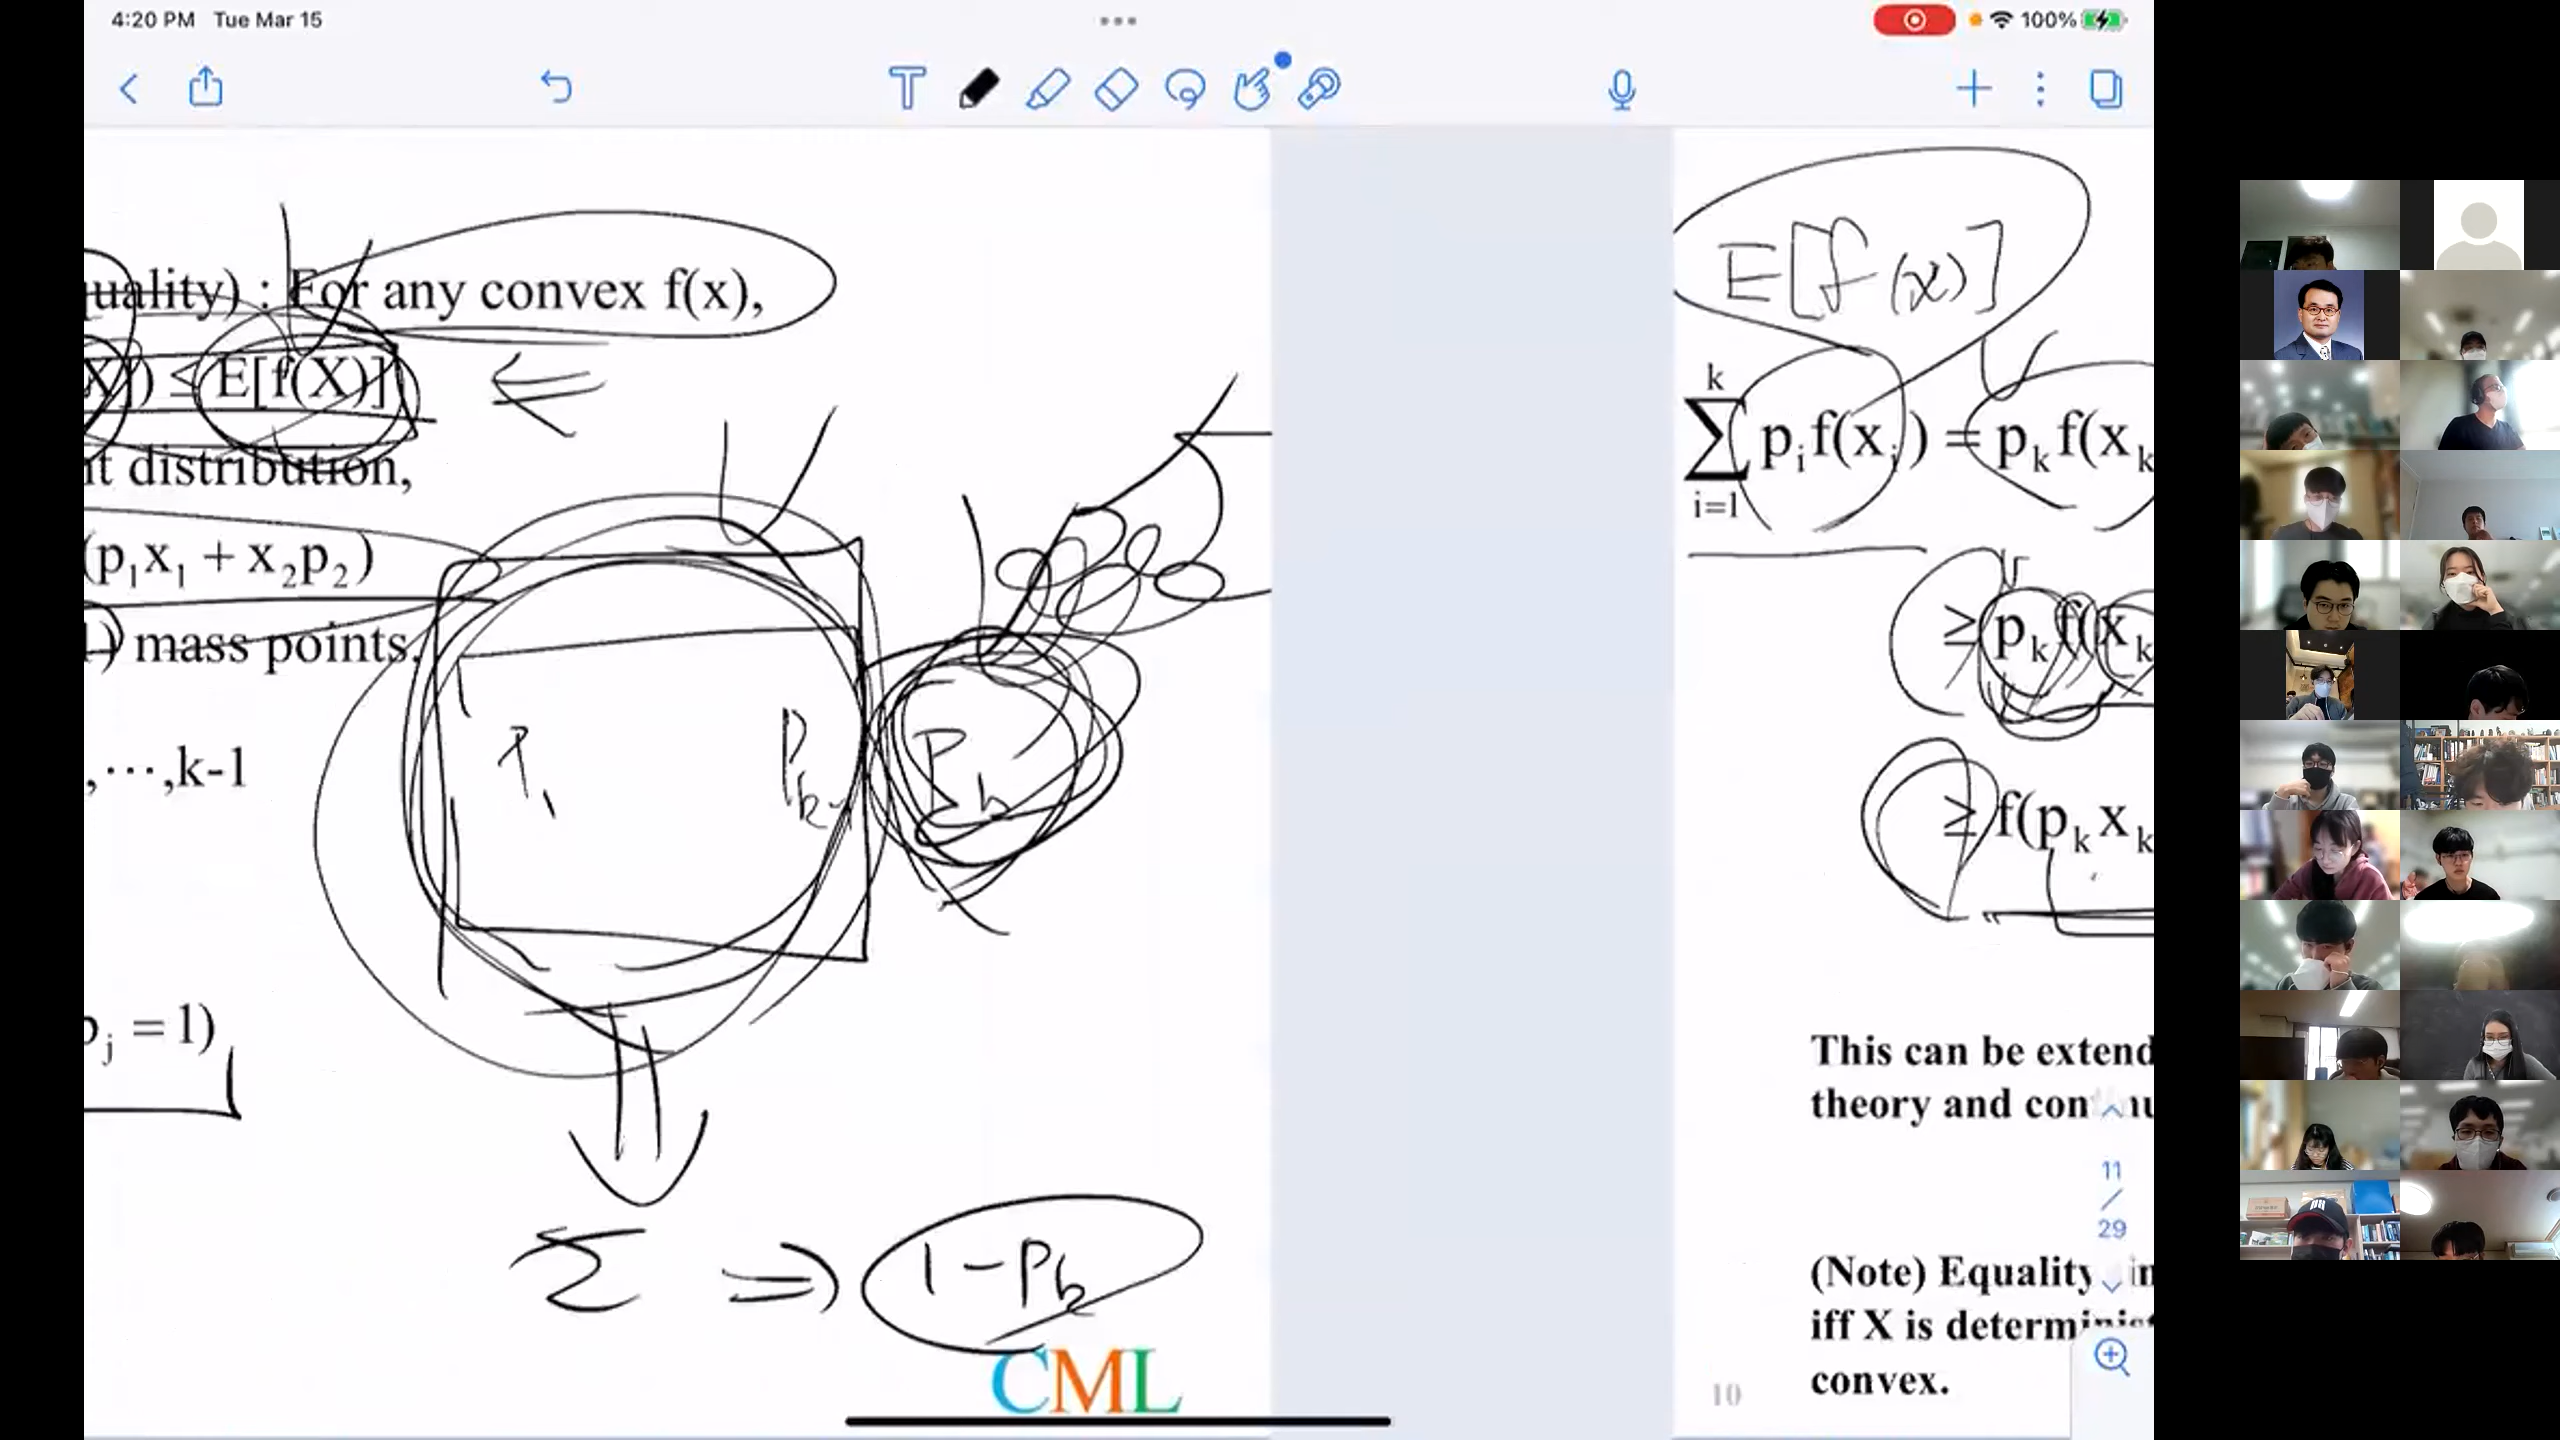 4:20 PM Tue Mar 15
100%
uality) : For any convex f(x),
X]) ≤ E[f(X)]
nt distribution,
(p₁x₁ + x₂p₂)
1) mass points.
P₁ Pₖ₋₁ Pₖ
,⋯,k-1
pⱼ = 1)
Σ ⇒ 1-Pₖ
CML
E[f(x)]
k
∑ pᵢf(xᵢ) = pₖf(xₖ
i=1
≥ pₖf(xₖ
≥ f(pₖxₖ
This can be extend
theory and con
11
/
29
(Note) Equality in
iff X is determinist
convex.
10